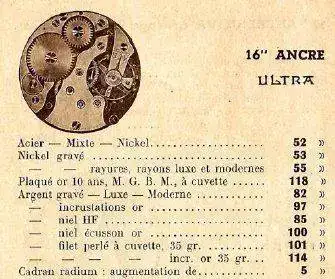 16" ANCRE
ULTRA
Acier — Mixte — Nickel 52 »
Nickel gravé 53 »
— — rayures, rayons luxe et modernes 55 »
Plaqué or 10 ans, M. G. B. M., à cuvette 118 »
Argent gravé — Luxe — Moderne 82 »
— incrustations or 97 »
— niel HF 85 »
— niel écusson or 100 »
— filet perlé à cuvette, 35 gr. 101 »
— — — incr. or 35 gr. 114 »
Cadran radium : augmentation de 5 »